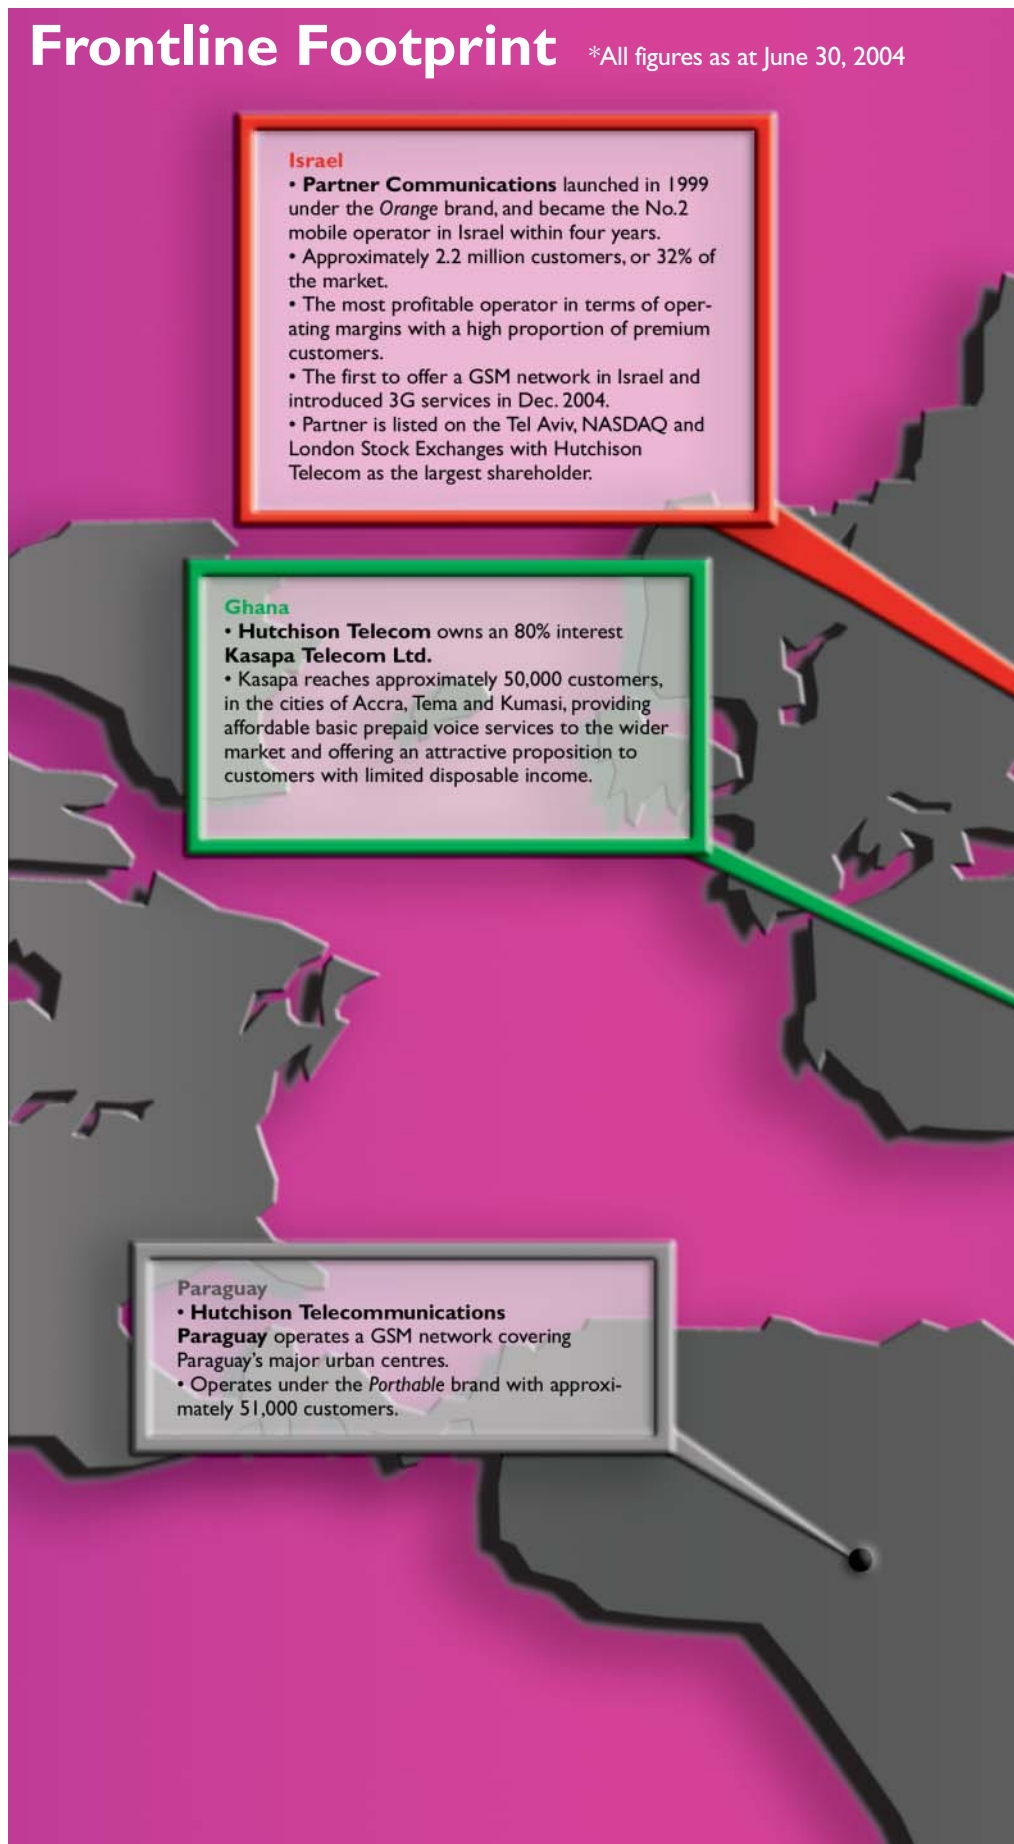 Frontline Footprint *All figures as at June 30, 2004
Israel
• Partner Communications launched in 1999
under the Orange brand, and became the No.2
mobile operator in Israel within four years.
• Approximately 2.2 million customers, or 32% of
the market.
• The most profitable operator in terms of oper-
ating margins with a high proportion of premium
customers.
• The first to offer a GSM network in Israel and
introduced 3G services in Dec. 2004.
• Partner is listed on the Tel Aviv, NASDAQ and
London Stock Exchanges with Hutchison
Telecom as the largest shareholder.
Ghana
• Hutchison Telecom owns an 80% interest
Kasapa Telecom Ltd.
• Kasapa reaches approximately 50,000 customers,
in the cities of Accra, Tema and Kumasi, providing
affordable basic prepaid voice services to the wider
market and offering an attractive proposition to
customers with limited disposable income.
Paraguay
• Hutchison Telecommunications
Paraguay operates a GSM network covering
Paraguay's major urban centres.
• Operates under the Porthable brand with approxi-
mately 51,000 customers.